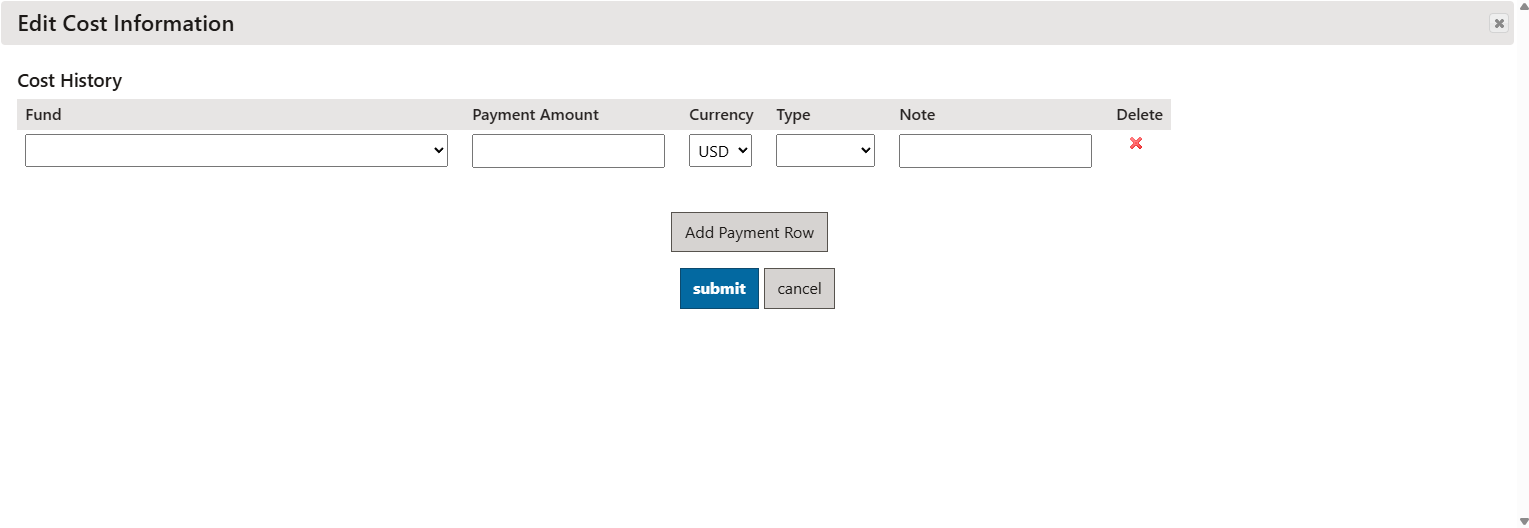 Edit Cost Information
Cost History
Fund Payment Amount Currency Type Note Delete
USD
Add Payment Row
submit cancel